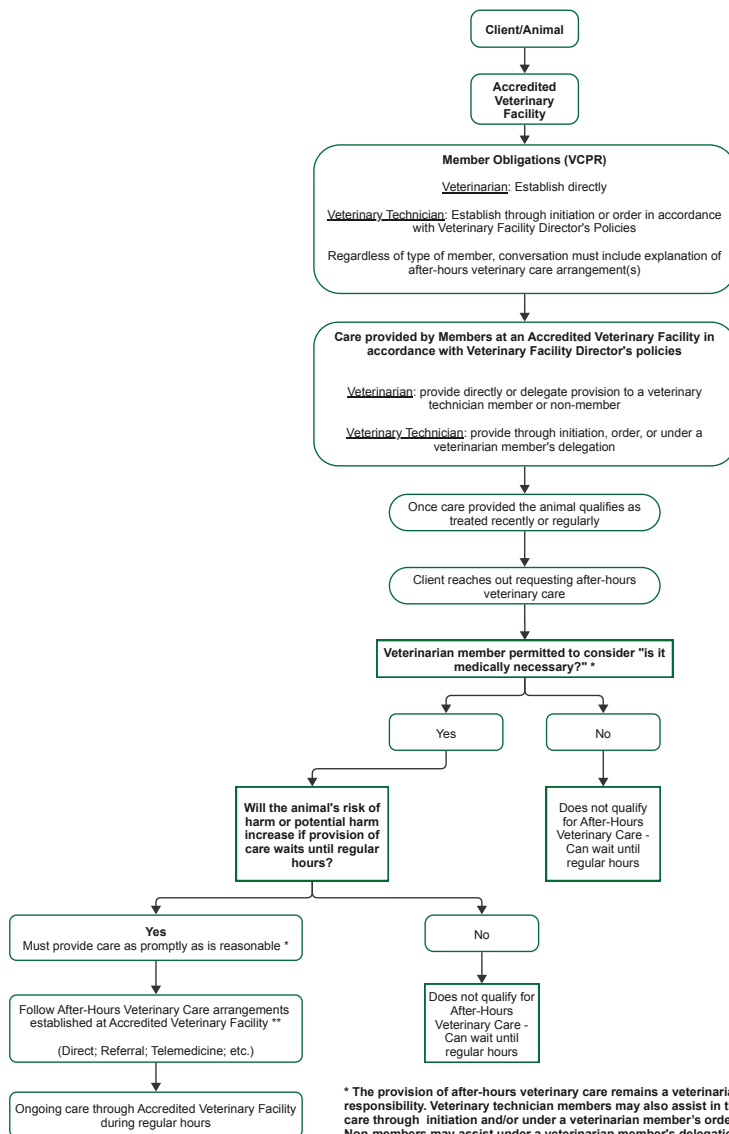 Client/Animal
Accredited
Veterinary
Facility
Member Obligations (VCPR)
Veterinarian: Establish directly
Veterinary Technician: Establish through initiation or order in accordance
with Veterinary Facility Director's Policies
Regardless of type of member, conversation must include explanation of
after-hours veterinary care arrangement(s)
Care provided by Members at an Accredited Veterinary Facility in
accordance with Veterinary Facility Director's policies
Veterinarian: provide directly or delegate provision to a veterinary
technician member or non-member
Veterinary Technician: provide through initiation, order, or under a
veterinarian member's delegation
Once care provided the animal qualifies as
treated recently or regularly
Client reaches out requesting after-hours
veterinary care
Veterinarian member permitted to consider "is it
medically necessary?" *
Yes
No
Will the animal's risk of
harm or potential harm
increase if provision of
care waits until regular
hours?
Does not qualify
for After-Hours
Veterinary Care -
Can wait until
regular hours
Yes
Must provide care as promptly as is reasonable *
No
Follow After-Hours Veterinary Care arrangements
established at Accredited Veterinary Facility **
(Direct; Referral; Telemedicine; etc.)
Does not qualify for
After-Hours
Veterinary Care -
Can wait until
regular hours
Ongoing care through Accredited Veterinary Facility
during regular hours
* The provision of after-hours veterinary care remains a
responsibility. Veterinary technician members may also assist in
care through initiation and/or under a veterinarian member's
Non-members may assist under a veterinarian member's